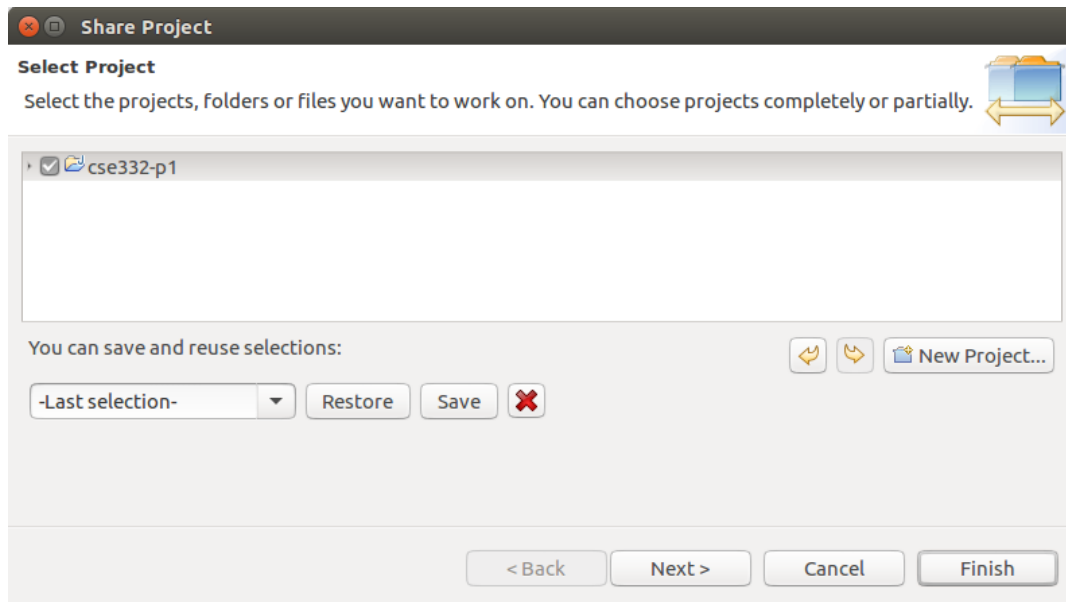 Share Project
Select Project
Select the projects, folders or files you want to work on. You can choose projects completely or partially.
cse332-p1
You can save and reuse selections:
New Project...
-Last selection-
Restore
Save
< Back
Next >
Cancel
Finish